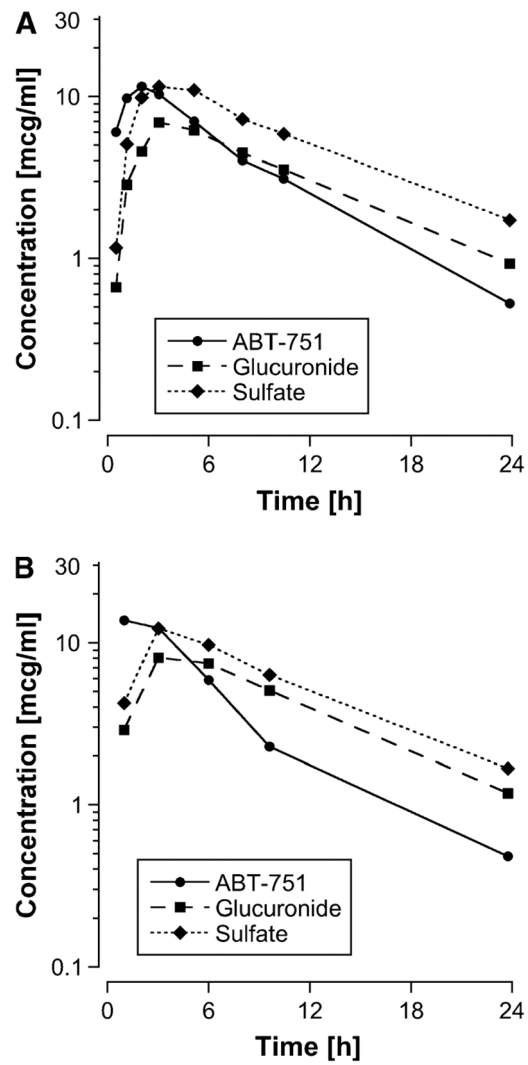 A
30
10
1
0.1
Concentration [mcg/ml]
ABT-751
Glucuronide
Sulfate
0 6 12 18 24
Time [h]
B
30
10
1
0.1
Concentration [mcg/ml]
ABT-751
Glucuronide
Sulfate
0 6 12 18 24
Time [h]